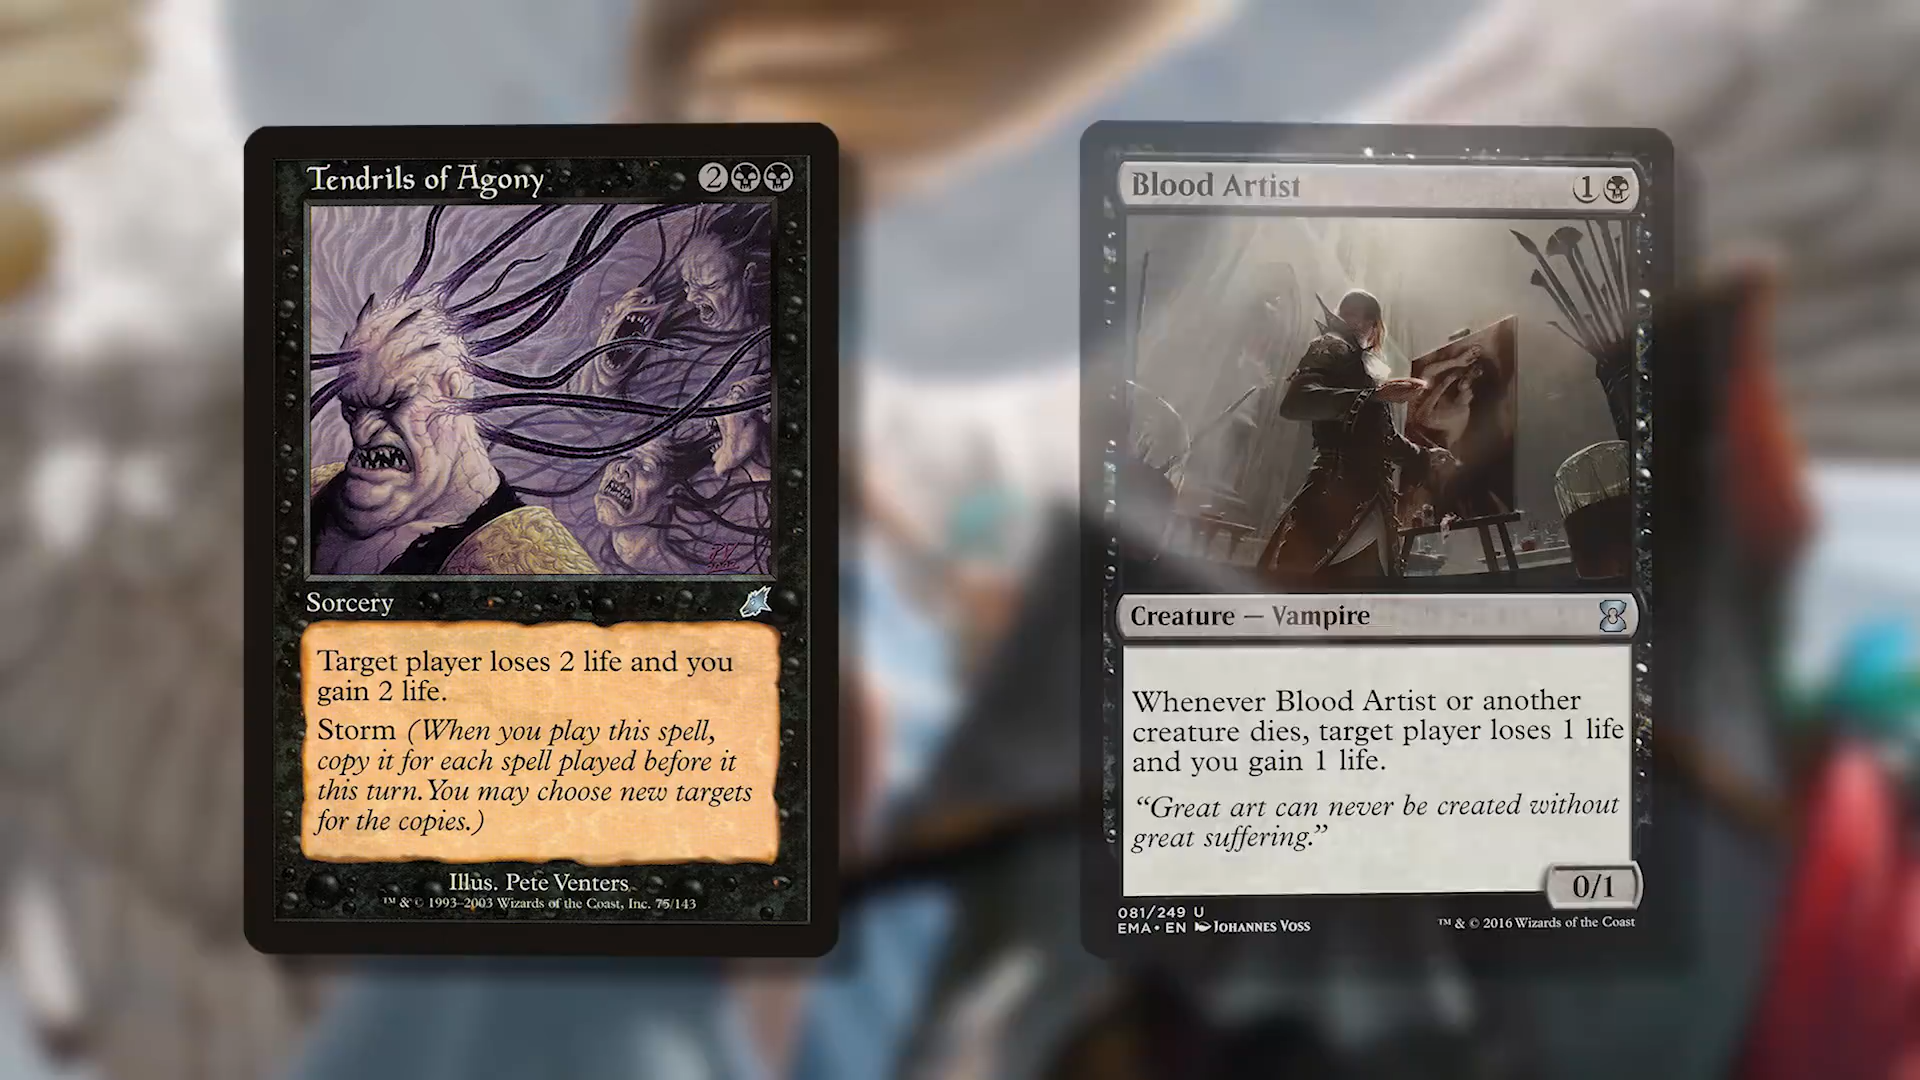 Tendrils of Agony
2
Sorcery
Target player loses 2 life and you
gain 2 life.
Storm (When you play this spell,
copy it for each spell played before it
this turn. You may choose new targets
for the copies.)
Illus. Pete Venters
™ & © 1993–2003 Wizards of the Coast, Inc. 75/143
Blood Artist
1
Creature — Vampire
Whenever Blood Artist or another
creature dies, target player loses 1 life
and you gain 1 life.
“Great art can never be created without
great suffering.”
0/1
081/249 U
EMA • EN Johannes Voss
™ & © 2016 Wizards of the Coast